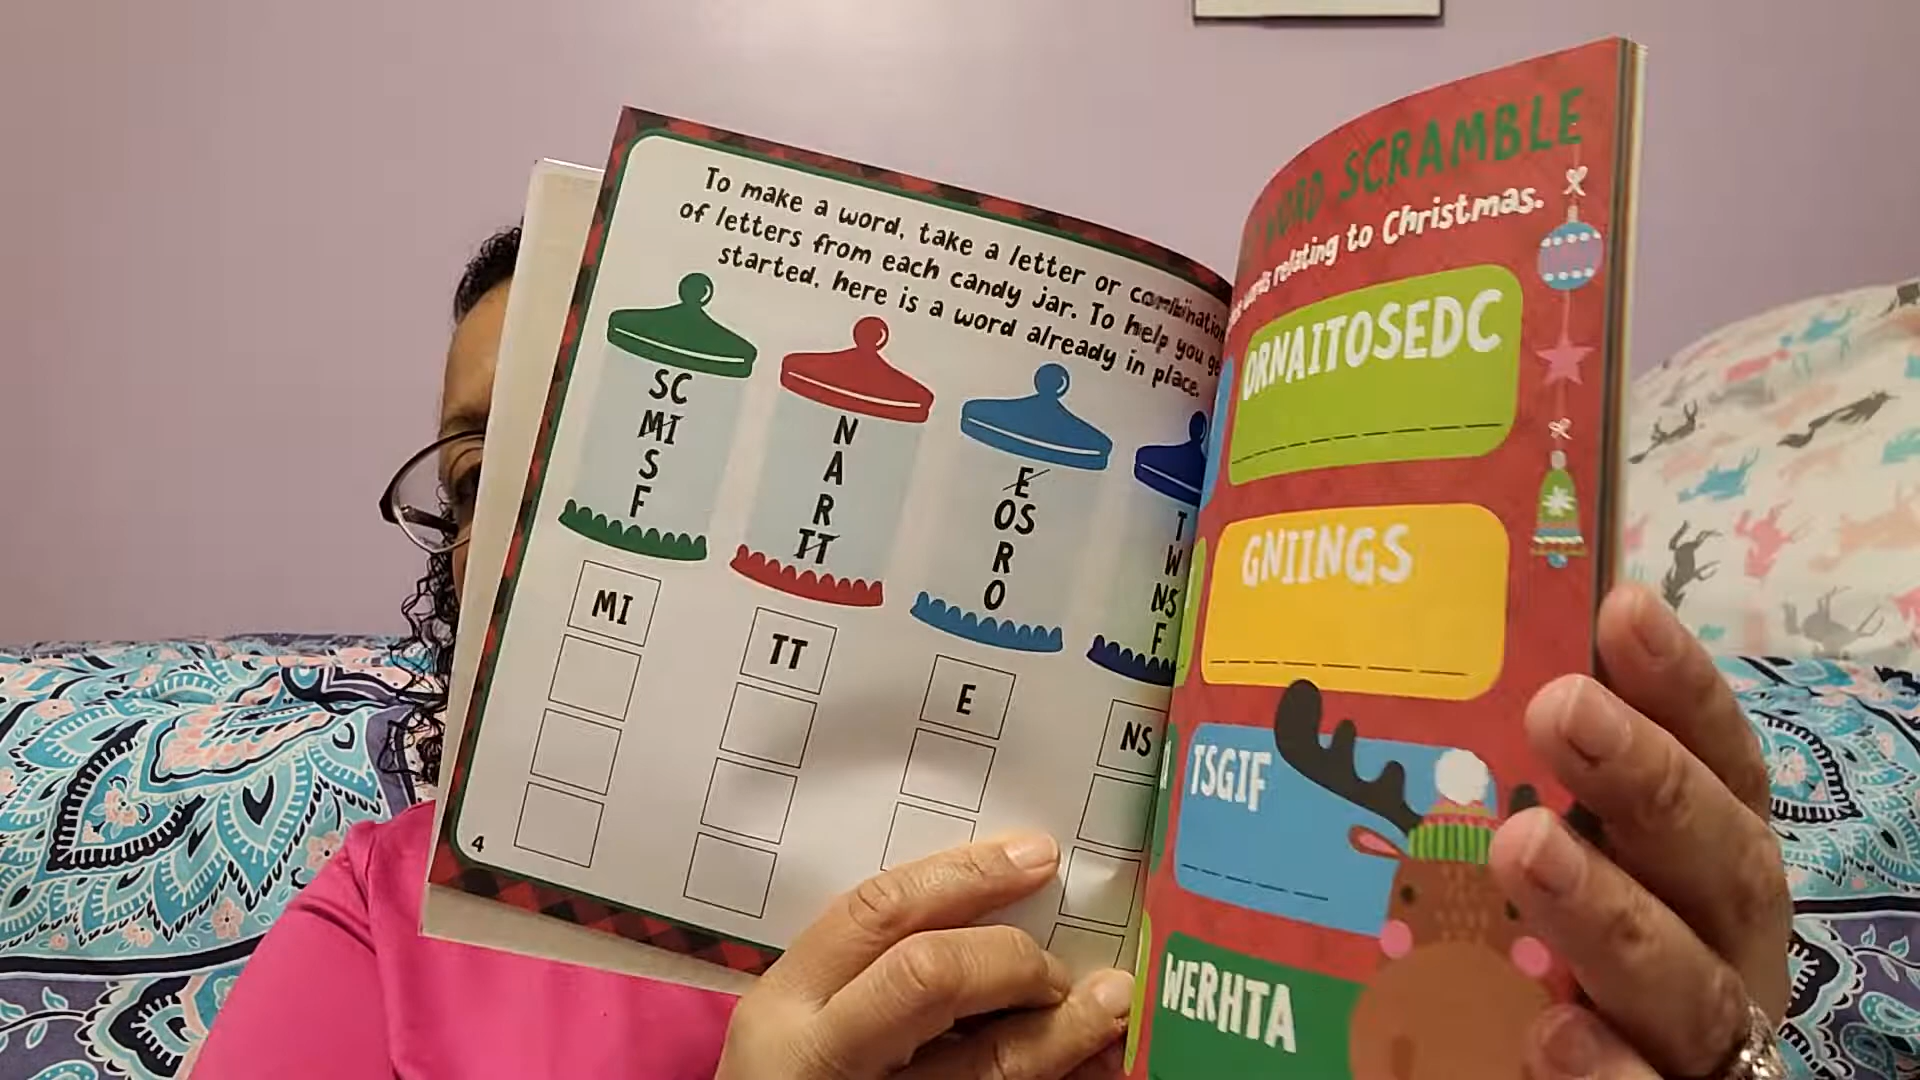 To make a word, take a letter or combination
of letters from each candy jar. To help you
started, here is a word already in place.
SC
MI
S
F
N
A
R
TT
E
OS
R
O
T
W
NS
F
MI
TT
E
NS
4
WORD SCRAMBLE
words relating to Christmas.
ORNAITOSEDC
GNIINGS
TSGIF
WERHTA